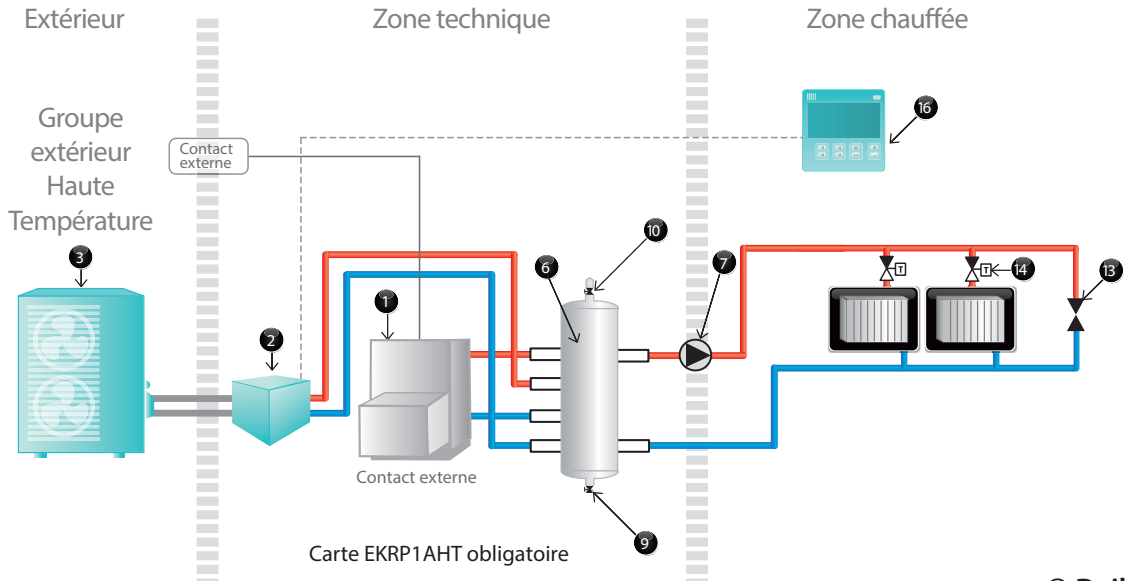 Extérieur
Zone technique
Zone chauffée
Groupe
extérieur
Haute
Température
Contact
externe
16
3
10
6
7
14
13
1
2
T
T
Contact externe
9
Carte EKRP1AHT obligatoire